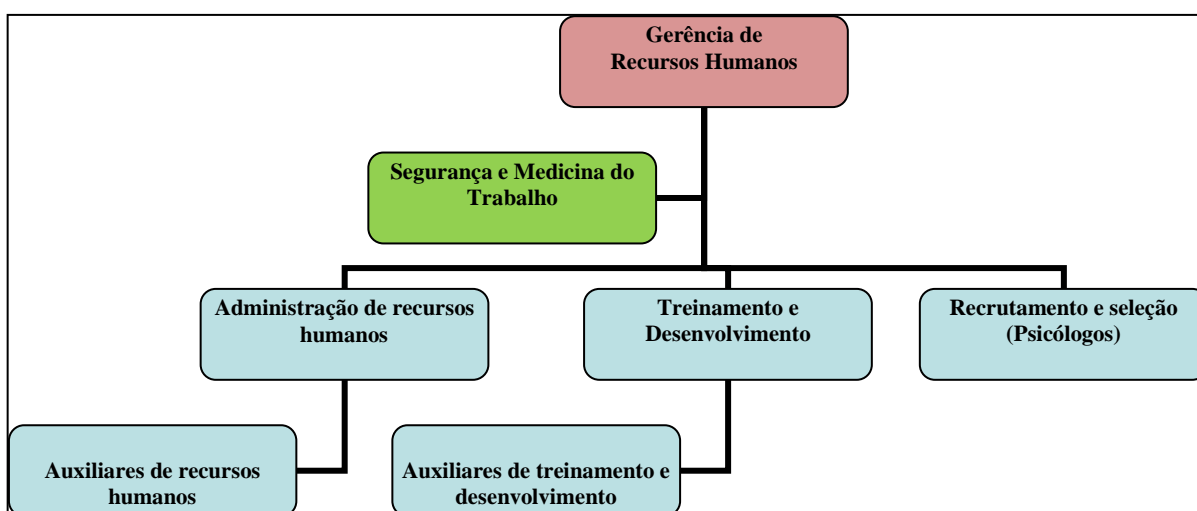 Gerência de
Recursos Humanos
Segurança e Medicina do
Trabalho
Administração de recursos
humanos
Treinamento e
Desenvolvimento
Recrutamento e seleção
(Psicólogos)
Auxiliares de recursos
humanos
Auxiliares de treinamento e
desenvolvimento